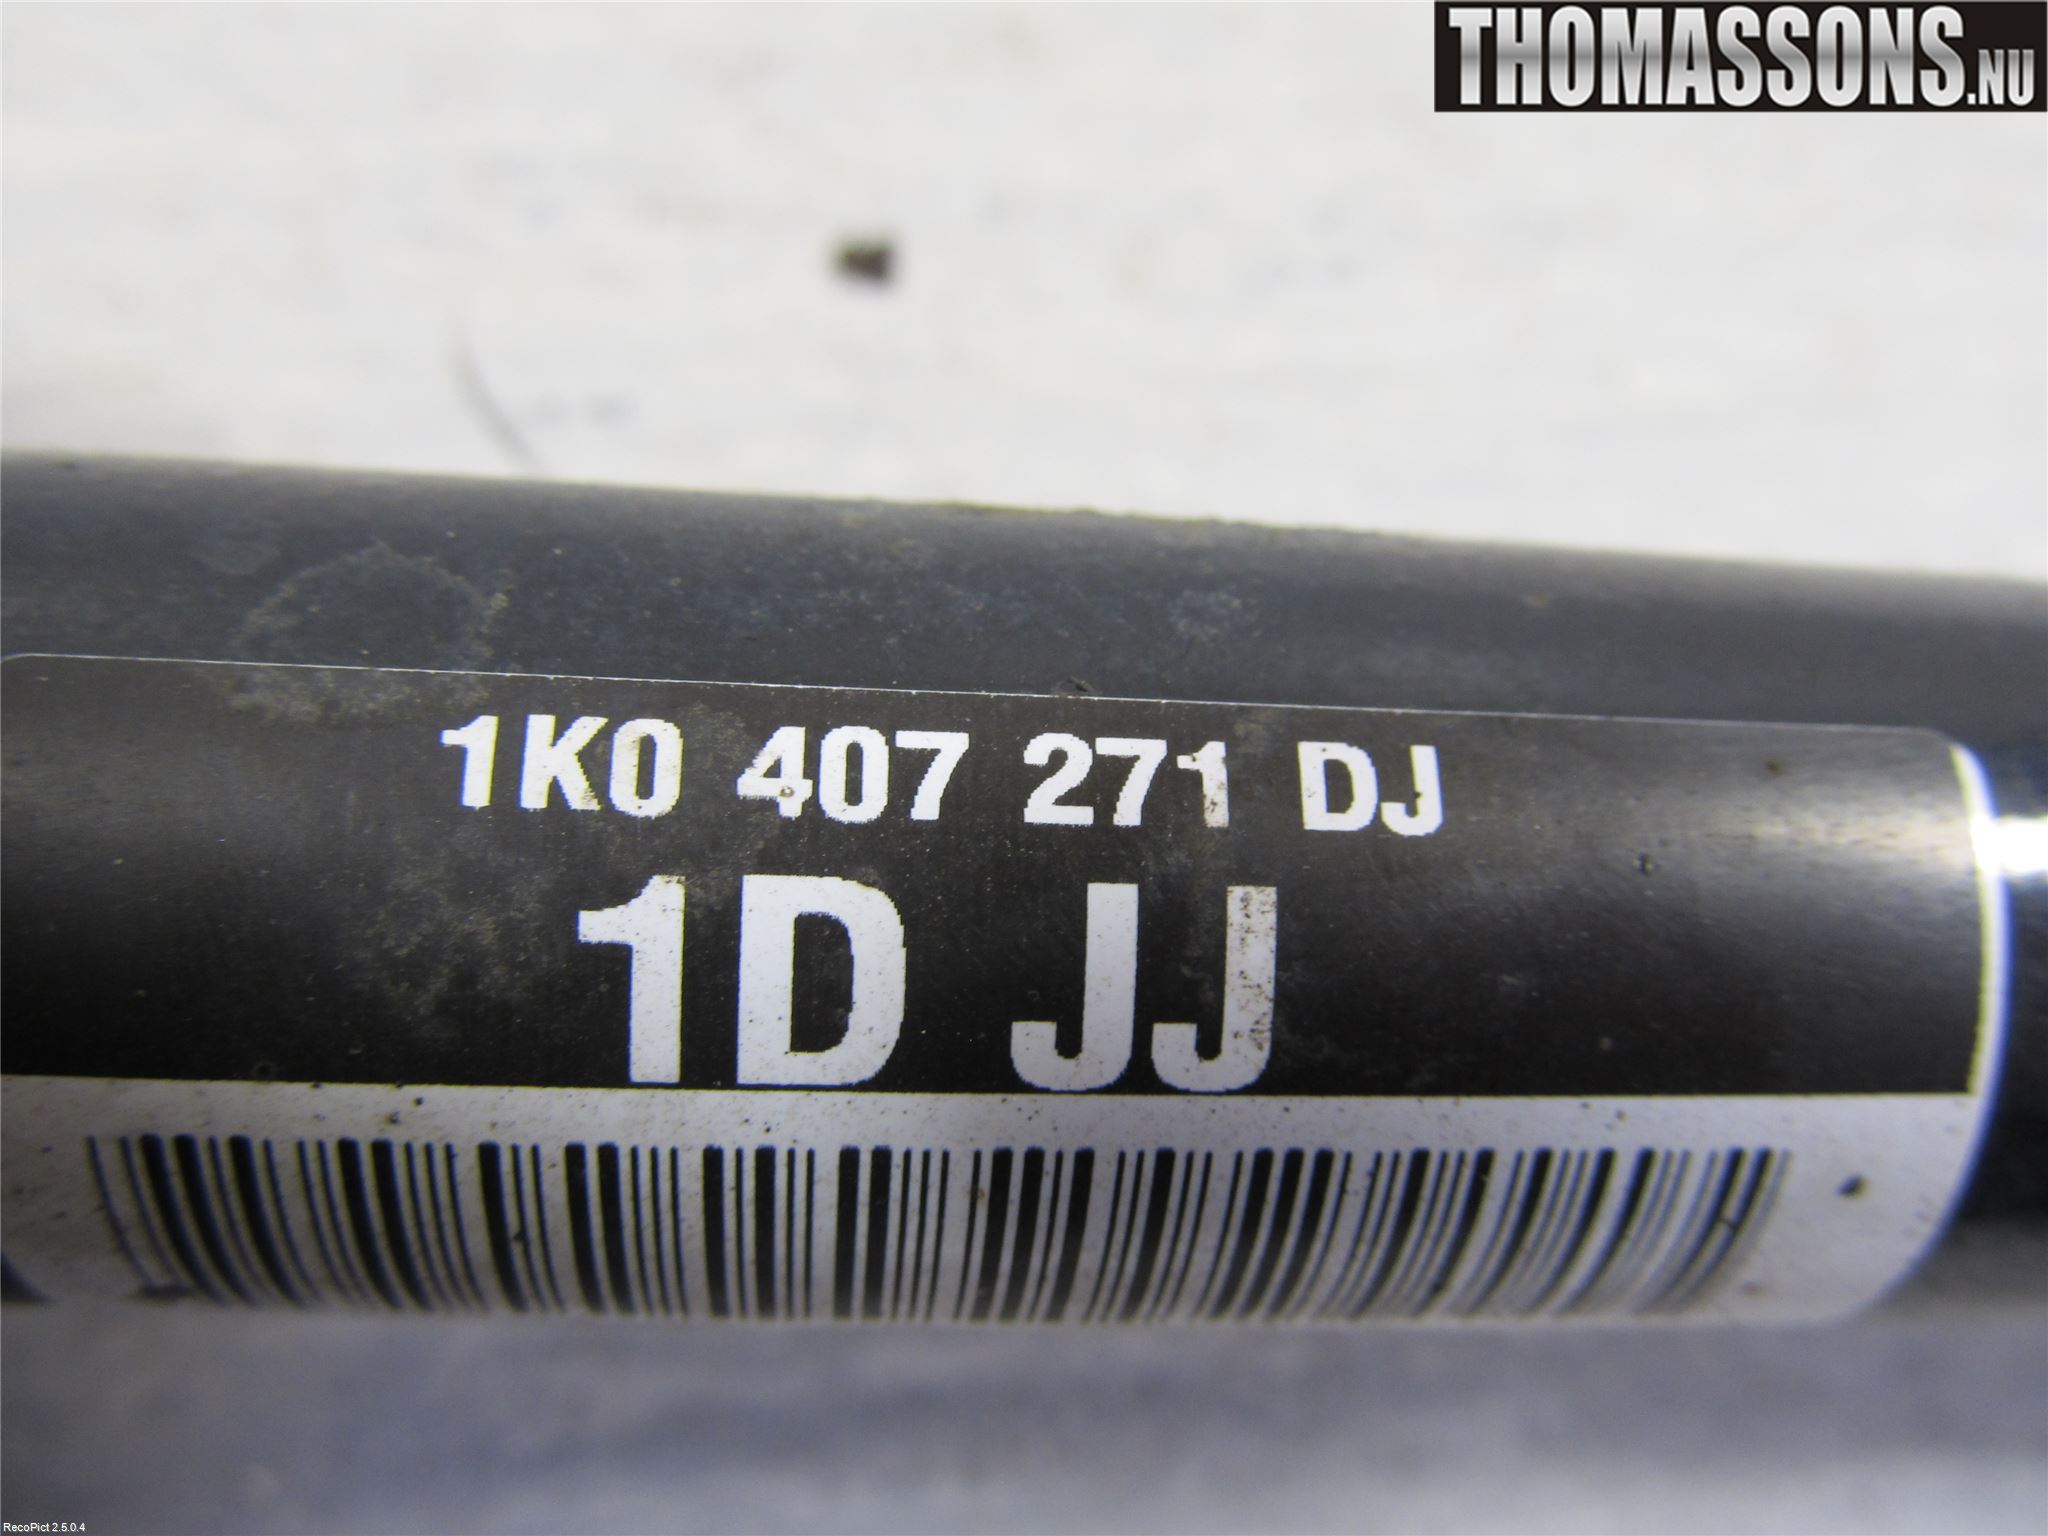 THOMASSONS.NU
1K0 407 271 DJ
1D JJ
RecoPict 2.5.0.4